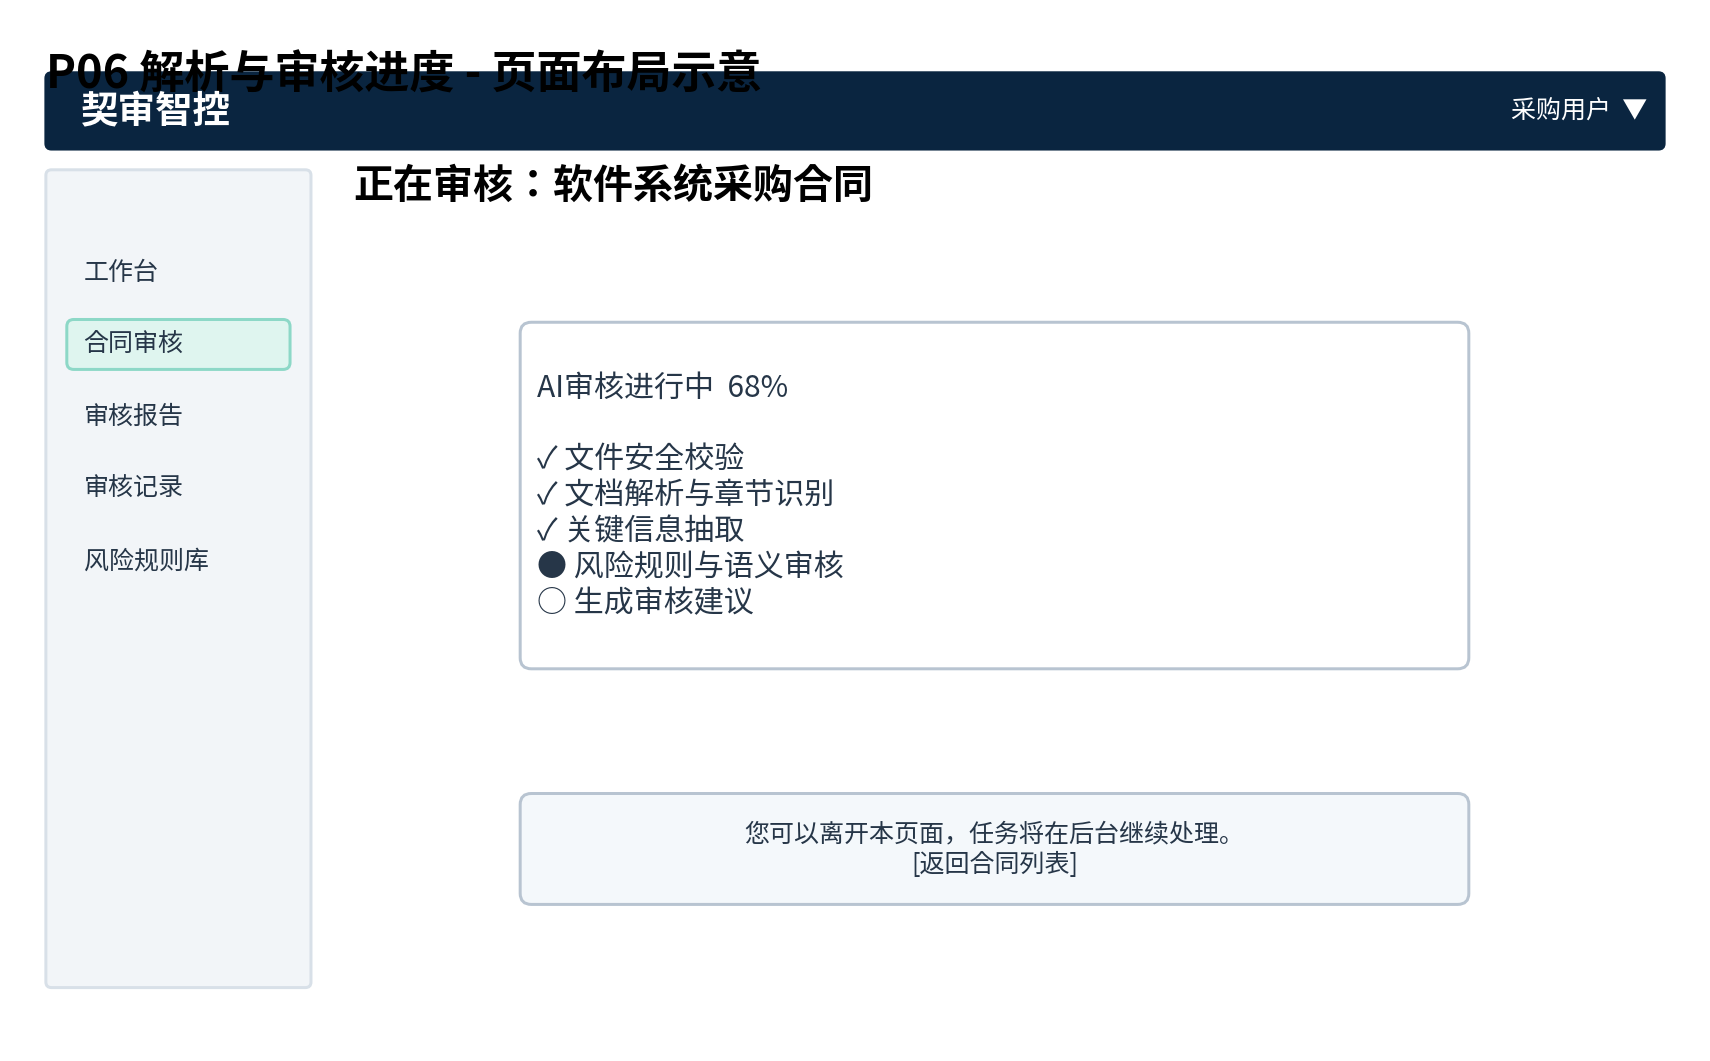 P06 解析与审核进度 - 页面布局示意
契审智控
采购用户 ▼
正在审核：软件系统采购合同
工作台
合同审核
审核报告
审核记录
风险规则库
AI审核进行中 68%
✓ 文件安全校验
✓ 文档解析与章节识别
✓ 关键信息抽取
● 风险规则与语义审核
○ 生成审核建议
您可以离开本页面，任务将在后台继续处理。
[返回合同列表]